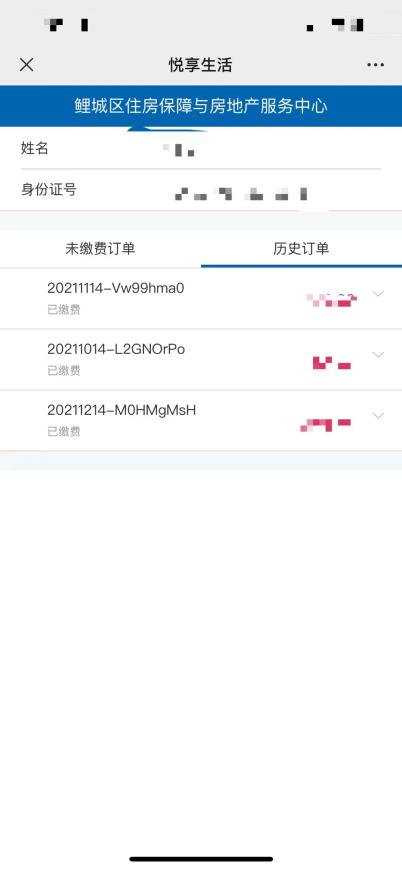 悦享生活
鲤城区住房保障与房地产服务中心
姓名
身份证号
未缴费订单 历史订单
20211114-Vw99hma0
已缴费
20211014-L2GNOrPo
已缴费
20211214-M0HMgMsH
已缴费